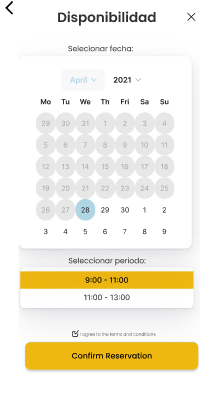 Disponibilidad
Selecionar fecha:
April 2021
Mo Tu We Th Fri Sa Su
29 30 31 1 2 3 4
5 6 7 8 9 10 11
12 13 14 15 16 17 18
19 20 21 22 23 24 25
26 27 28 29 30 1 2
3 4 5 6 7 8 9
Seleccionar periodo:
9:00 - 11:00
11:00 - 13:00
I agree to the terms and conditions
Confirm Reservation